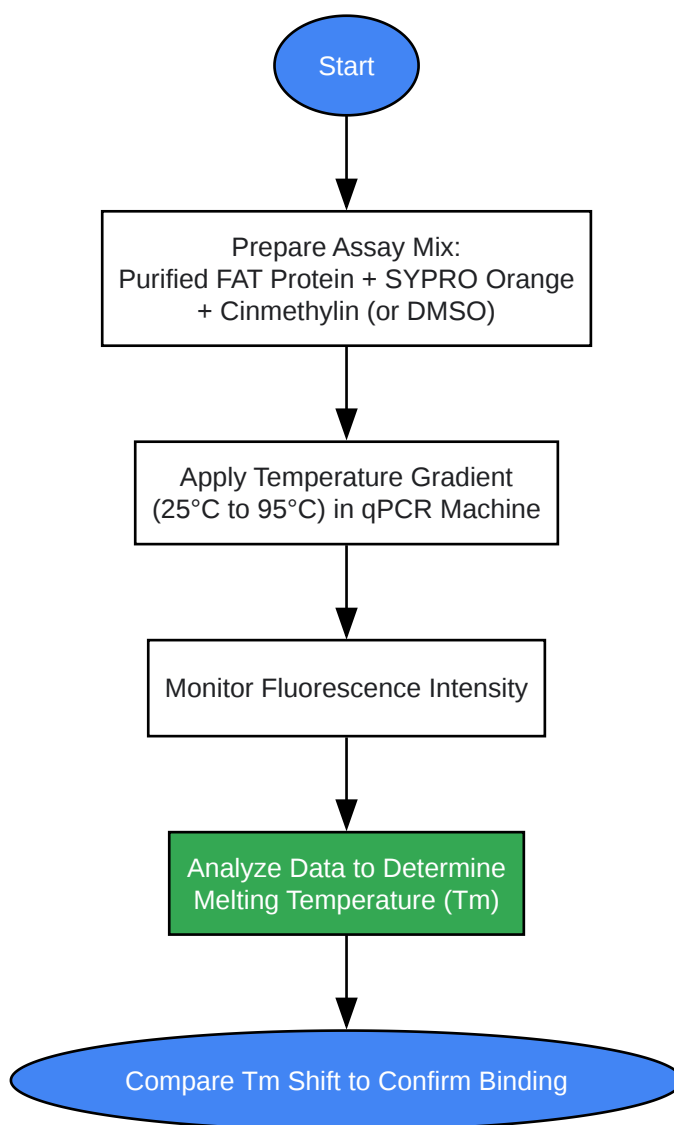 Start
Prepare Assay Mix:
Purified FAT Protein + SYPRO Orange
+ Cinmethylin (or DMSO)
Apply Temperature Gradient
(25°C to 95°C) in qPCR Machine
Monitor Fluorescence Intensity
Analyze Data to Determine
Melting Temperature (Tm)
Compare Tm Shift to Confirm Binding